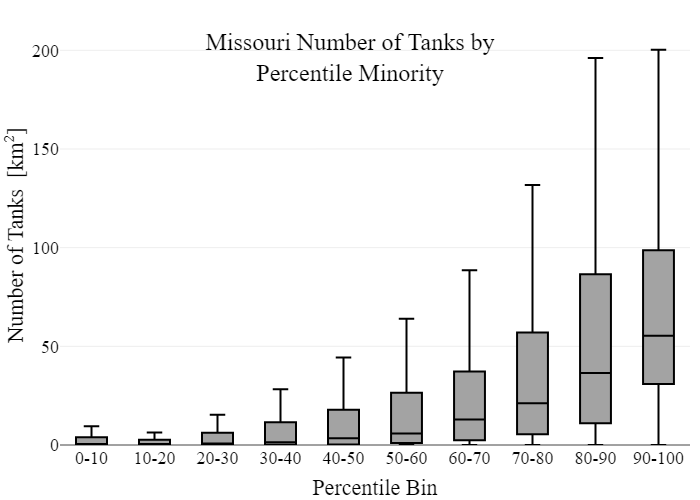 Missouri Number of Tanks by
Percentile Minority
Number of Tanks [km²]
200
150
100
50
0
0-10 10-20 20-30 30-40 40-50 50-60 60-70 70-80 80-90 90-100
Percentile Bin